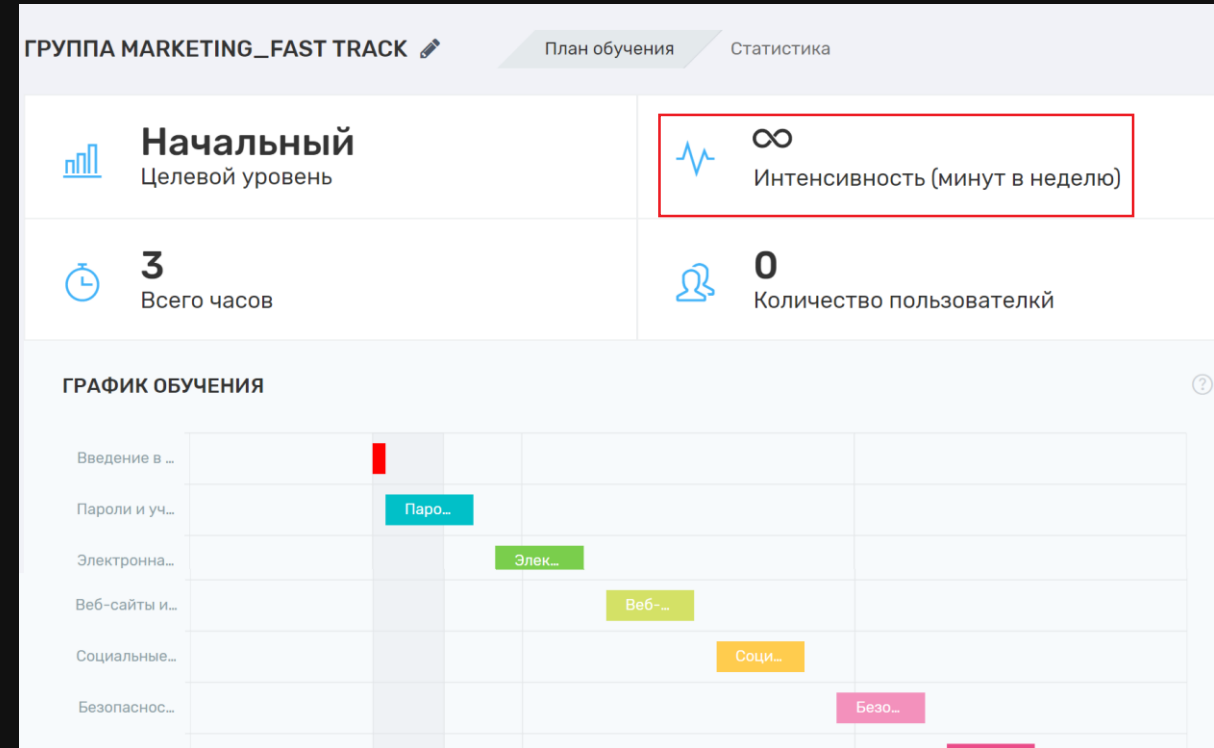 ГРУППА MARKETING_FAST TRACK
План обучения
Статистика
Начальный
Целевой уровень
∞
Интенсивность (минут в неделю)
3
Всего часов
0
Количество пользователкй
ГРАФИК ОБУЧЕНИЯ
?
Введение в ...
Пароли и уч...
Паро...
Электронна...
Элек...
Веб-сайты и...
Веб-...
Социальные...
Соци...
Безопаснос...
Безо...